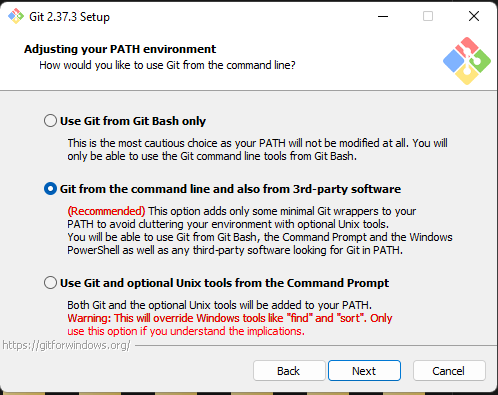 Git 2.37.3 Setup
Adjusting your PATH environment
How would you like to use Git from the command line?
Use Git from Git Bash only
This is the most cautious choice as your PATH will not be modified at all. You will
only be able to use the Git command line tools from Git Bash.
Git from the command line and also from 3rd-party software
(Recommended) This option adds only some minimal Git wrappers to your
PATH to avoid cluttering your environment with optional Unix tools.
You will be able to use Git from Git Bash, the Command Prompt and the Windows
PowerShell as well as any third-party software looking for Git in PATH.
Use Git and optional Unix tools from the Command Prompt
Both Git and the optional Unix tools will be added to your PATH.
Warning: This will override Windows tools like "find" and "sort". Only
use this option if you understand the implications.
https://gitforwindows.org/
Back Next Cancel